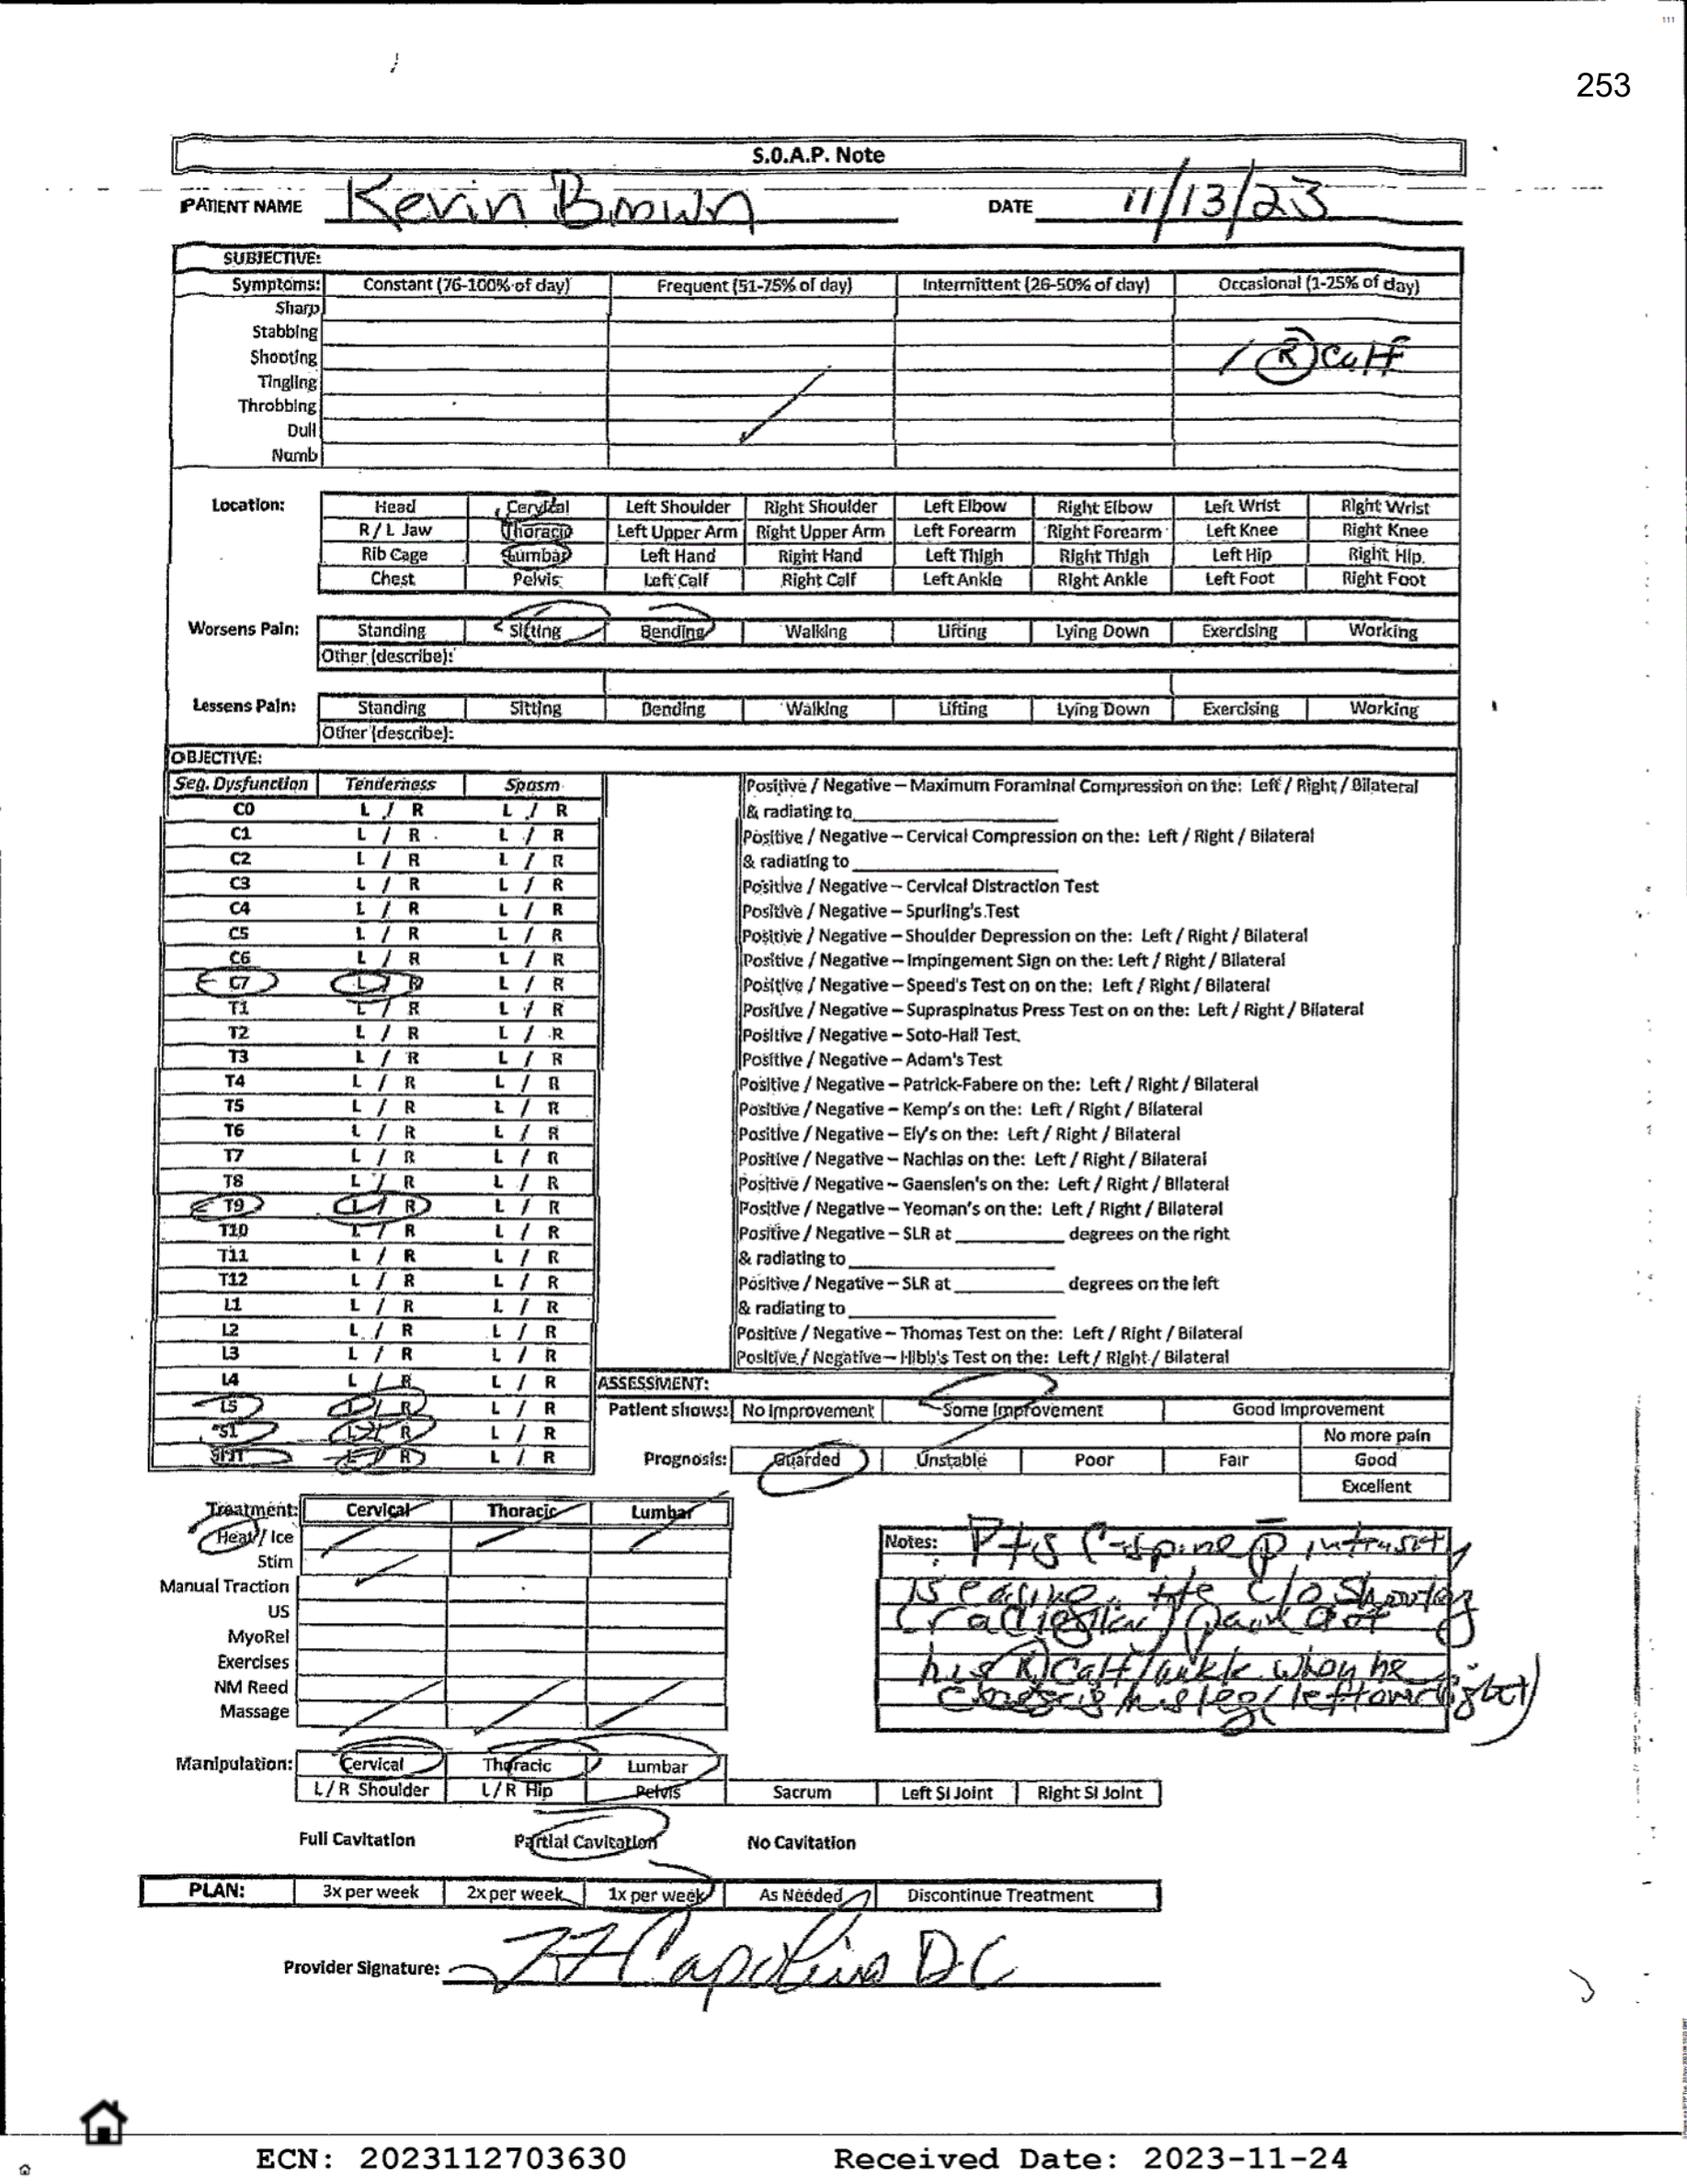 253
S.O.A.P. Note
PATIENT NAME Kevin Brown DATE 11/13/23
SUBJECTIVE:
Symptoms: Constant (76-100% of day) Frequent (51-75% of day) Intermittent (26-50% of day) Occasional (1-25% of day)
Sharp
Stabbing
Shooting / R Calf
Tingling
Throbbing
Dull
Numb
Location: Head Cervical Left Shoulder Right Shoulder Left Elbow Right Elbow Left Wrist Right Wrist
R / L Jaw Thoracic Left Upper Arm Right Upper Arm Left Forearm Right Forearm Left Knee Right Knee
Rib Cage Lumbar Left Hand Right Hand Left Thigh Right Thigh Left Hip Right Hip
Chest Pelvis Left Calf Right Calf Left Ankle Right Ankle Left Foot Right Foot
Worsens Pain: Standing Sitting Bending Walking Lifting Lying Down Exercising Working
Other (describe):
Lessens Pain: Standing Sitting Bending Walking Lifting Lying Down Exercising Working
Other (describe):
OBJECTIVE:
Seg. Dysfunction Tenderness Spasm
C0 L / R L / R
C1 L / R L / R
C2 L / R L / R
C3 L / R L / R
C4 L / R L / R
C5 L / R L / R
C6 L / R L / R
C7 L / R L / R
T1 L / R L / R
T2 L / R L / R
T3 L / R L / R
T4 L / R L / R
T5 L / R L / R
T6 L / R L / R
T7 L / R L / R
T8 L / R L / R
T9 L / R L / R
T10 L / R L / R
T11 L / R L / R
T12 L / R L / R
L1 L / R L / R
L2 L / R L / R
L3 L / R L / R
L4 L / R L / R
L5 L / R L / R
S1 L / R L / R
L / R L / R
Positive / Negative – Maximum Foraminal Compression on the: Left / Right / Bilateral
& radiating to
Positive / Negative – Cervical Compression on the: Left / Right / Bilateral
& radiating to
Positive / Negative – Cervical Distraction Test
Positive / Negative – Spurling's Test
Positive / Negative – Shoulder Depression on the: Left / Right / Bilateral
Positive / Negative – Impingement Sign on the: Left / Right / Bilateral
Positive / Negative – Speed's Test on on the: Left / Right / Bilateral
Positive / Negative – Supraspinatus Press Test on on the: Left / Right / Bilateral
Positive / Negative – Soto-Hall Test.
Positive / Negative – Adam's Test
Positive / Negative – Patrick-Fabere on the: Left / Right / Bilateral
Positive / Negative – Kemp's on the: Left / Right / Bilateral
Positive / Negative – Ely's on the: Left / Right / Bilateral
Positive / Negative – Nachlas on the: Left / Right / Bilateral
Positive / Negative – Gaenslen's on the: Left / Right / Bilateral
Positive / Negative – Yeoman's on the: Left / Right / Bilateral
Positive / Negative – SLR at degrees on the right
& radiating to
Positive / Negative – SLR at degrees on the left
& radiating to
Positive / Negative – Thomas Test on the: Left / Right / Bilateral
Positive / Negative – Hibb's Test on the: Left / Right / Bilateral
ASSESSMENT:
Patient shows: No Improvement Some Improvement Good Improvement
No more pain
Prognosis: Guarded Unstable Poor Fair Good
Excellent
Treatment: Cervical Thoracic Lumbar
Heat / Ice
Stim
Manual Traction
US
MyoRel
Exercises
NM Reed
Massage
Notes: Pt's C-spine p intensity
is easing. He c/o shooting
(radicular) pain out of
his R calf/ankle when he
crosses his leg (left over right)
Manipulation: Cervical Thoracic Lumbar
L / R Shoulder L / R Hip Pelvis Sacrum Left SI Joint Right SI Joint
Full Cavitation Partial Cavitation No Cavitation
PLAN: 3x per week 2x per week 1x per week As Needed Discontinue Treatment
Provider Signature: DC
ECN: 2023112703630 Received Date: 2023-11-24